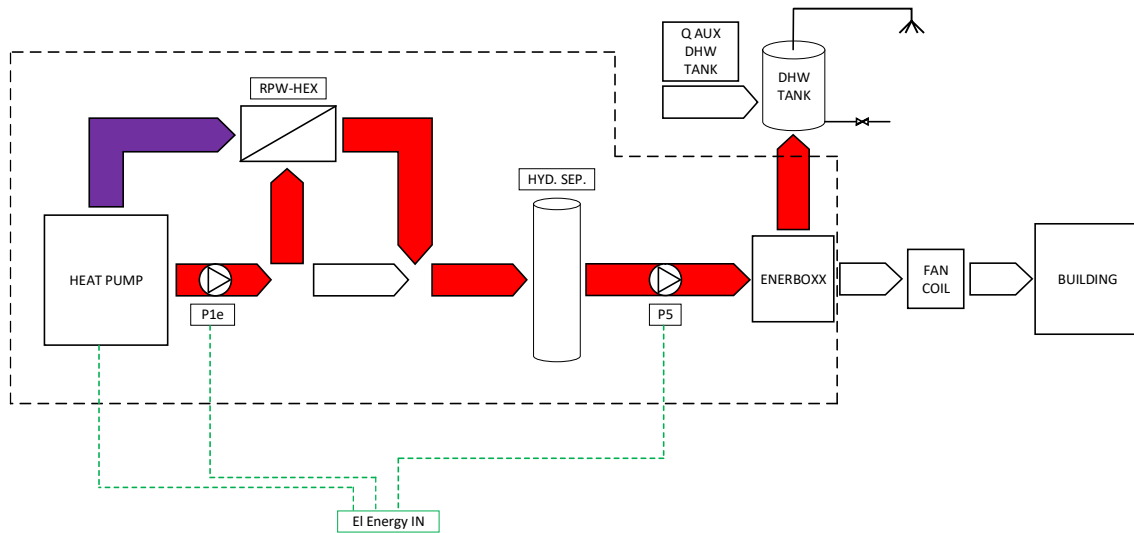 Q AUX
DHW
TANK
DHW
TANK
RPW-HEX
HYD. SEP.
HEAT PUMP
P1e
P5
ENERBOXX
FAN
COIL
BUILDING
El Energy IN